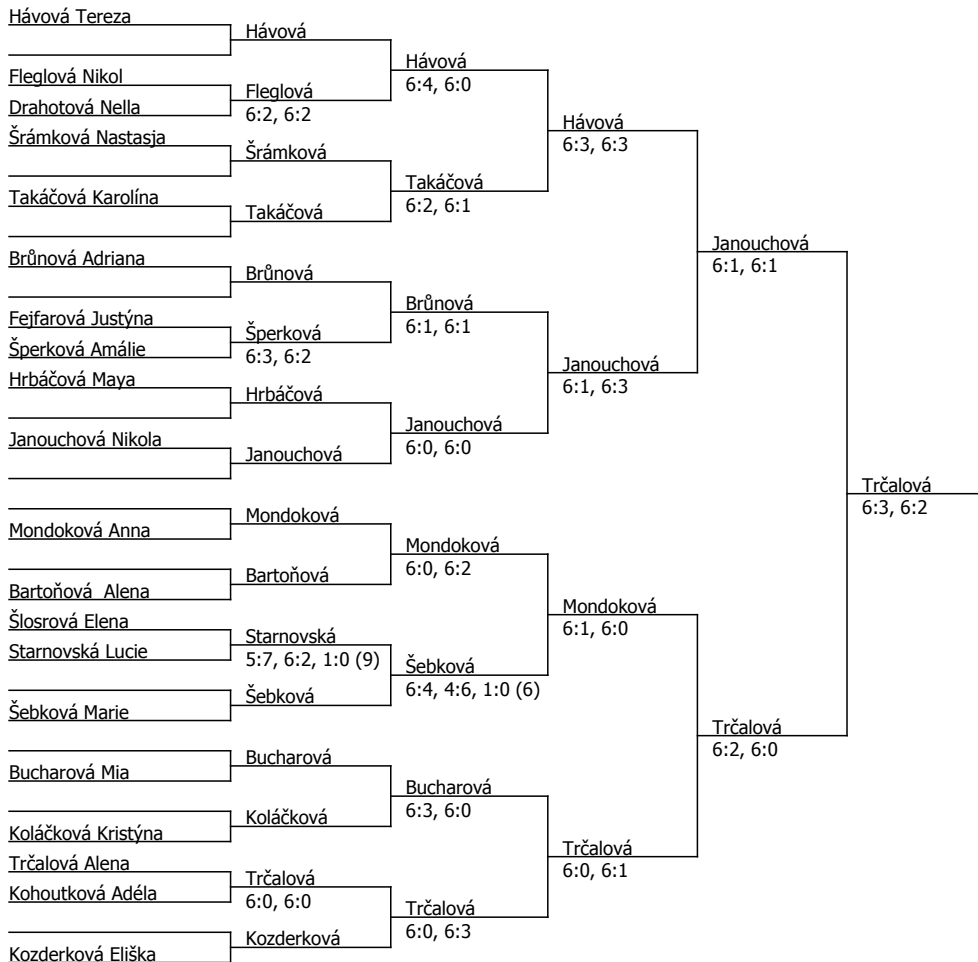 Hávová Tereza
Fleglová Nikol
Drahotová Nella
Šrámková Nastasja
Takáčová Karolína
Brůnová Adriana
Fejfarová Justýna
Šperková Amálie
Hrbáčová Maya
Janouchová Nikola
Mondoková Anna
Bartoňová  Alena
Šlosrová Elena
Starnovská Lucie
Šebková Marie
Bucharová Mia
Koláčková Kristýna
Trčalová Alena
Kohoutková Adéla
Kozderková Eliška
Hávová
Fleglová
6:2, 6:2
Šrámková
Takáčová
Brůnová
Šperková
6:3, 6:2
Hrbáčová
Janouchová
Mondoková
Bartoňová
Starnovská
5:7, 6:2, 1:0 (9)
Šebková
Bucharová
Koláčková
Trčalová
6:0, 6:0
Kozderková
Hávová
6:4, 6:0
Takáčová
6:2, 6:1
Brůnová
6:1, 6:1
Janouchová
6:0, 6:0
Mondoková
6:0, 6:2
Šebková
6:4, 4:6, 1:0 (6)
Bucharová
6:3, 6:0
Trčalová
6:0, 6:3
Hávová
6:3, 6:3
Janouchová
6:1, 6:3
Mondoková
6:1, 6:0
Trčalová
6:0, 6:1
Janouchová
6:1, 6:1
Trčalová
6:2, 6:0
Trčalová
6:3, 6:2